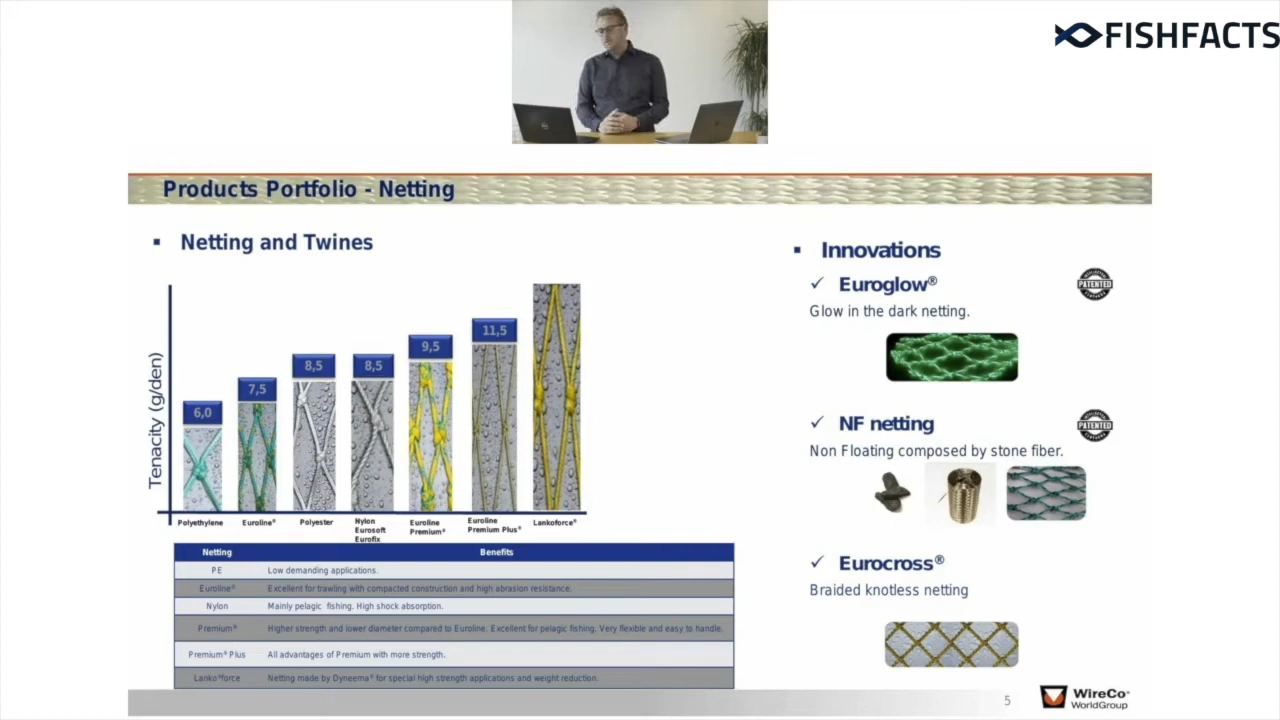 FISHFACTS
Products Portfolio - Netting
▪ Netting and Twines
Tenacity (g/den)
6,0
7,5
8,5
8,5
9,5
11,5
Polyethylene
Euroline®
Polyester
Nylon
Eurosoft
Eurofix
Euroline
Premium®
Euroline
Premium Plus®
Lankoforce®
Netting Benefits
PE Low demanding applications.
Euroline® Excellent for trawling with compacted construction and high abrasion resistance.
Nylon Mainly pelagic fishing. High shock absorption.
Premium® Higher strength and lower diameter compared to Euroline. Excellent for pelagic fishing. Very flexible and easy to handle.
Premium® Plus All advantages of Premium with more strength.
Lanko®force Netting made by Dyneema® for special high strength applications and weight reduction.
▪ Innovations
✓ Euroglow®
PATENTED
Glow in the dark netting.
✓ NF netting
PATENTED
Non Floating composed by stone fiber.
✓ Eurocross®
Braided knotless netting
5
WireCo®
WorldGroup